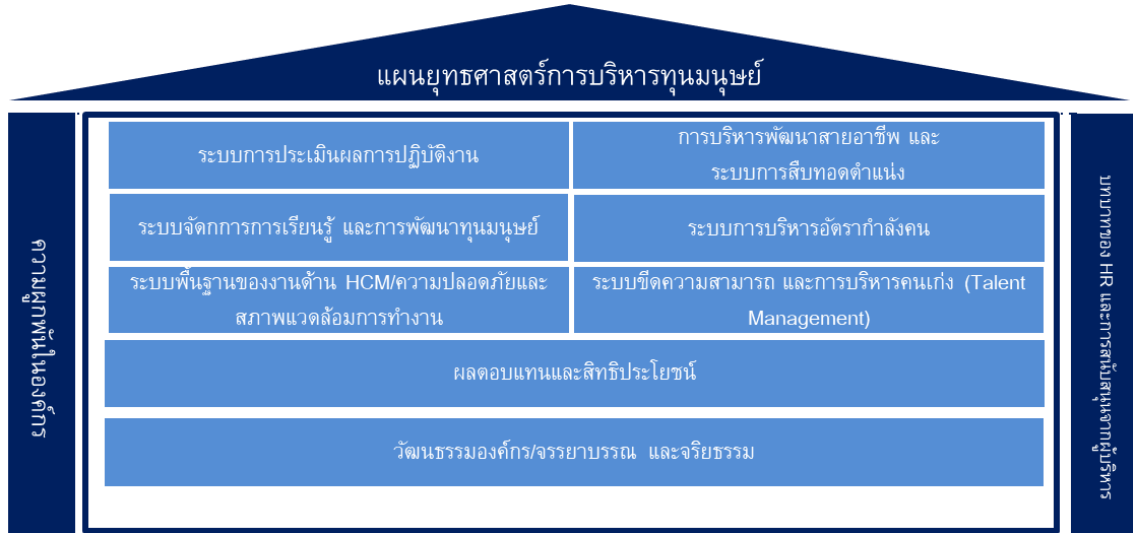 แผนยุทธศาสตร์การบริหารทุนมนุษย์
ความผูกพันในองค์กร
ระบบการประเมินผลการปฏิบัติงาน
การบริหารพัฒนาสายอาชีพ และ
ระบบการสืบทอดตำแหน่ง
ระบบจัดกกการการเรียนรู้ และการพัฒนาทุนมนุษย์
ระบบการบริหารอัตรากำลังคน
ระบบพื้นฐานของงานด้าน HCM/ความปลอดภัยและ
สภาพแวดล้อมการทำงาน
ระบบขีดความสามารถ และการบริหารคนเก่ง (Talent
Management)
ผลตอบแทนและสิทธิประโยชน์
วัฒนธรรมองค์กร/จรรยาบรรณ และจริยธรรม
บทบาทของ HR และการสนับสนุนจากผู้บริหาร